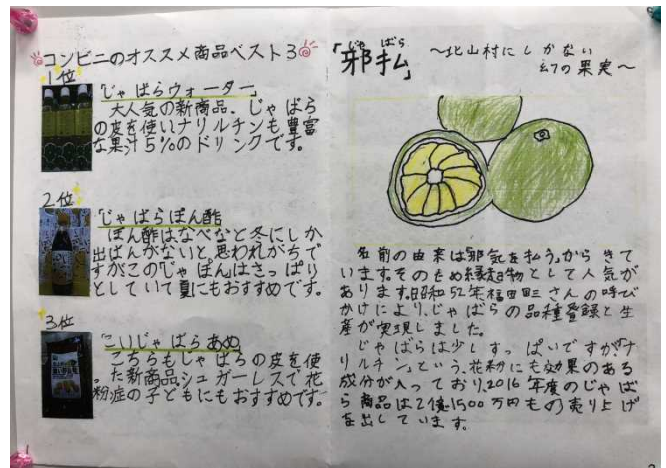 コンビニのオススメ商品ベスト3
1位
「じゃばらウォーター」
大人気の新商品。じゃばら
の皮を使いナリルチンも豊富
な果汁5%のドリンクです。
2位
「じゃばらぽん酢」
ぽん酢はなべなど冬にしか
出ばんがないと、思われがちで
すがこの「じゃぽん」はさっぱり
としていて夏にもおすすめです。
3位
「こいじゃばらあめ」
こちらもじゃばらの皮を使
った新商品。シュガーレスで花
粉症の子どもにもおすすめです。
じゃばら
「邪払」
～北山村にしかない
幻の果実～
名前の由来は「邪気を払う」からきて
います。そのため縁起物として人気が
あります。昭和52年福田国三さんの呼び
かけにより、じゃばらの品種登録と生
産が実現しました。
じゃばらは少しすっぱいですが「ナ
リルチン」という、花粉にも効果のある
成分が入っており、2016年度のじゃば
ら商品は2億1500万円もの売り上げ
を出しています。